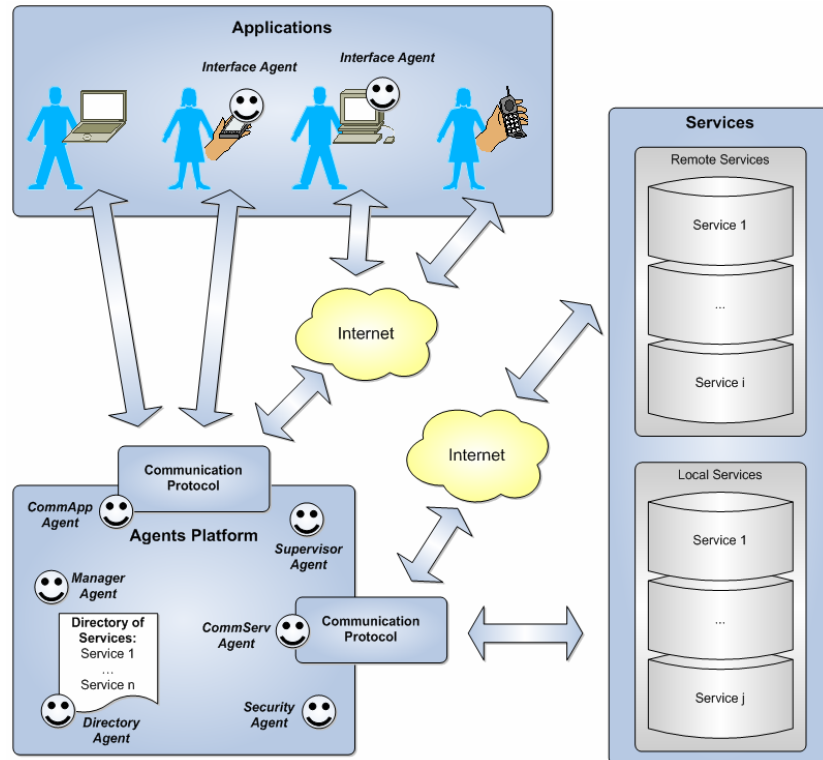 Applications
Interface Agent
Interface Agent
Internet
Internet
Communication
Protocol
CommApp
Agent
Agents Platform
Supervisor
Agent
Manager
Agent
Directory of
Services:
Service 1
...
Service n
Directory
Agent
CommServ
Agent
Communication
Protocol
Security
Agent
Services
Remote Services
Service 1
...
Service i
Local Services
Service 1
...
Service j